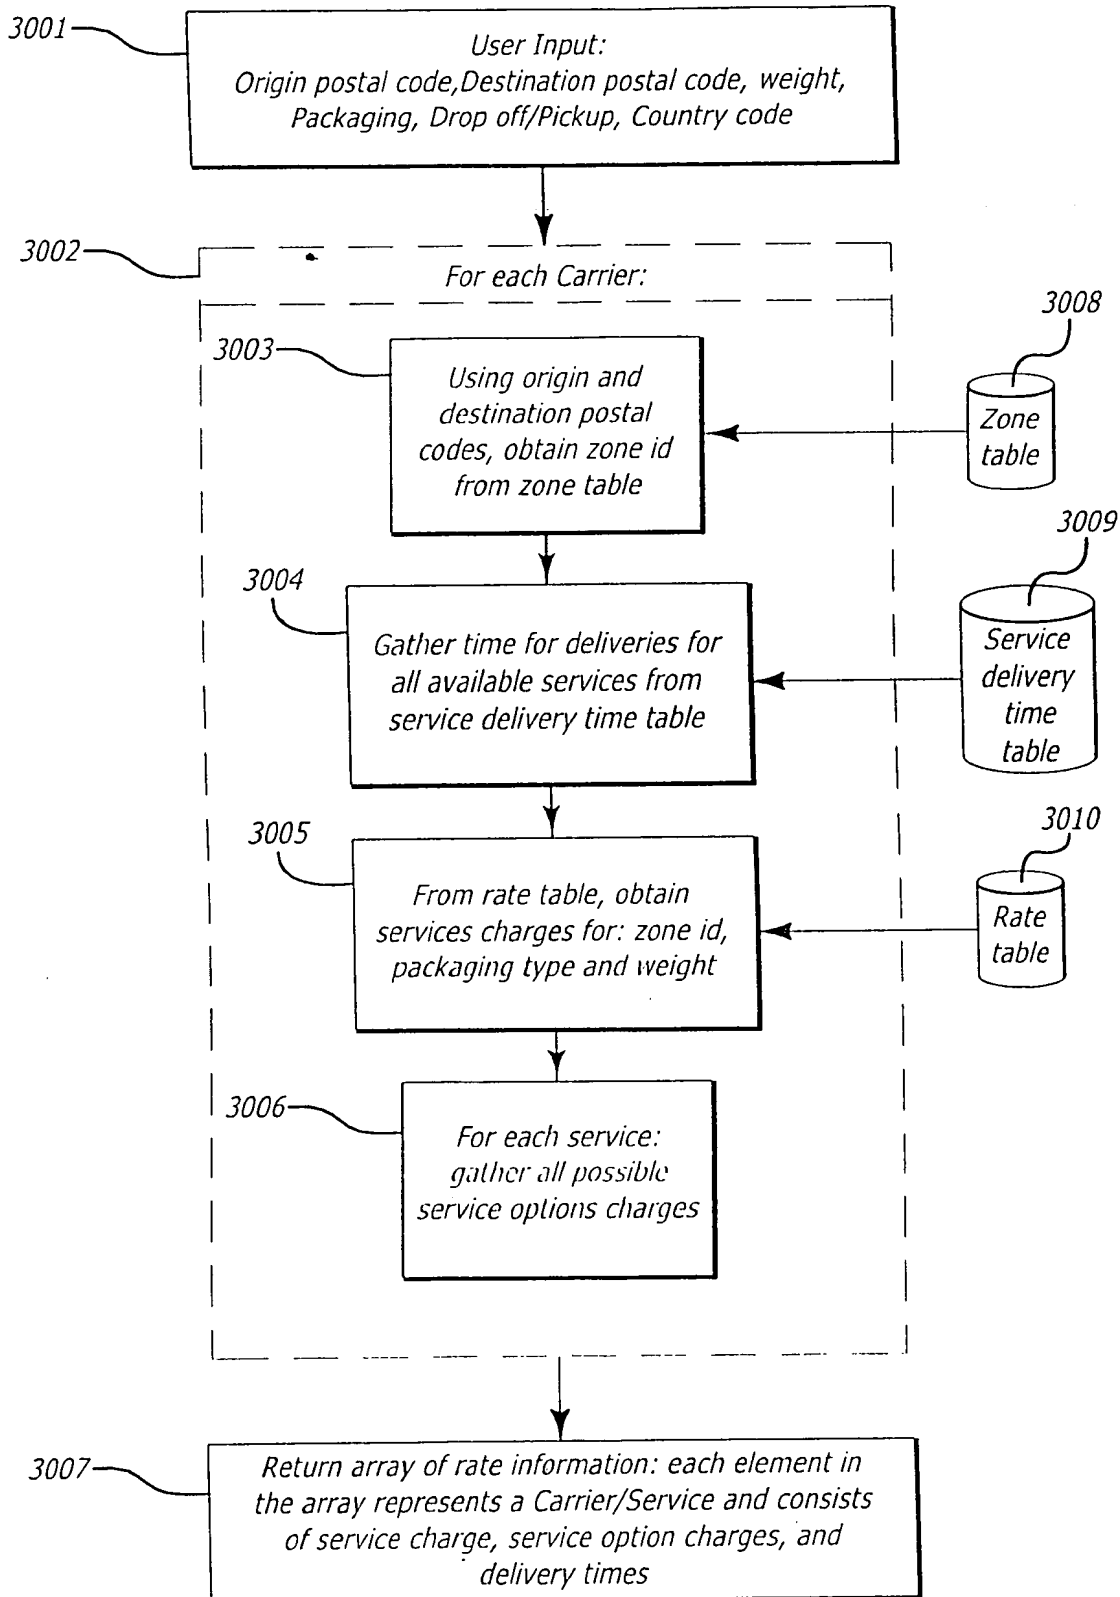 3001
User Input:
Origin postal code,Destination postal code, weight,
Packaging, Drop off/Pickup, Country code
3002
For each Carrier:
3003
Using origin and
destination postal
codes, obtain zone id
from zone table
3008
Zone
table
3004
Gather time for deliveries for
all available services from
service delivery time table
3009
Service
delivery
time
table
3005
From rate table, obtain
services charges for: zone id,
packaging type and weight
3010
Rate
table
3006
For each service:
gather all possible
service options charges
3007
Return array of rate information: each element in
the array represents a Carrier/Service and consists
of service charge, service option charges, and
delivery times